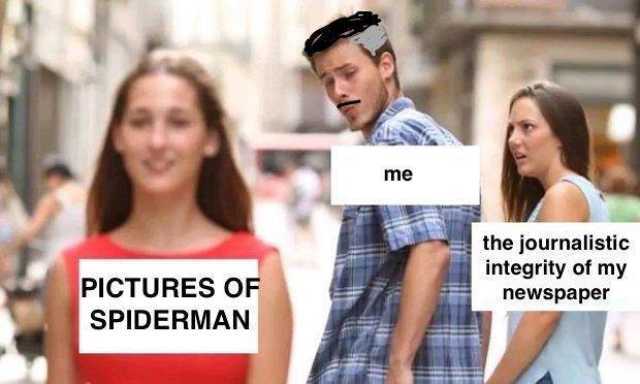 me
the journalistic
integrity of my
newspaper
PICTURES OF
SPIDERMAN